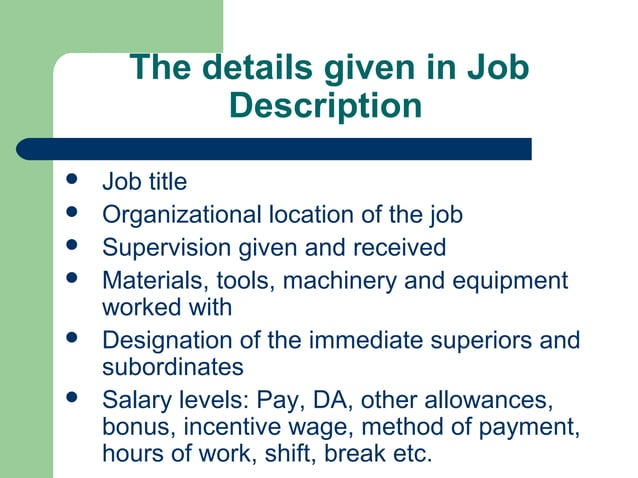 The details given in Job
Description
Job title
Organizational location of the job
Supervision given and received
Materials, tools, machinery and equipment
worked with
Designation of the immediate superiors and
subordinates
Salary levels: Pay, DA, other allowances,
bonus, incentive wage, method of payment,
hours of work, shift, break etc.